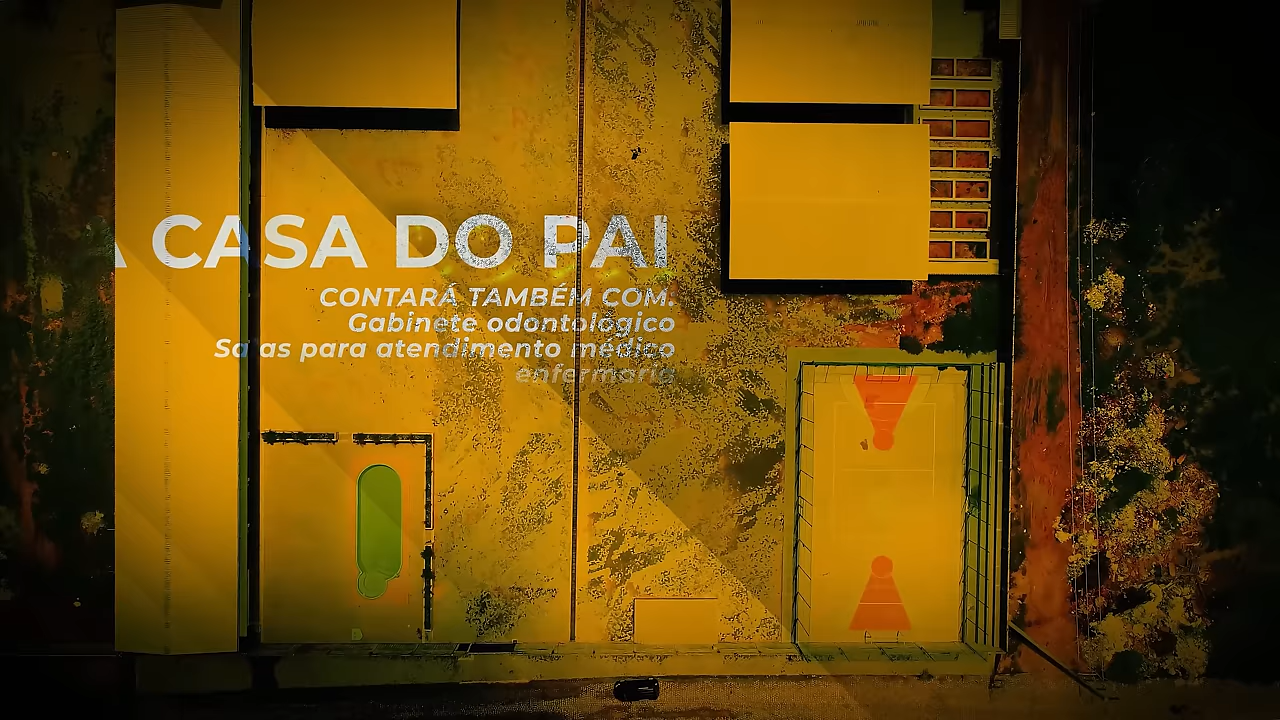 A CASA DO PAI
CONTARÁ TAMBÉM COM:
Gabinete odontológico
Salas para atendimento médico
enfermaria